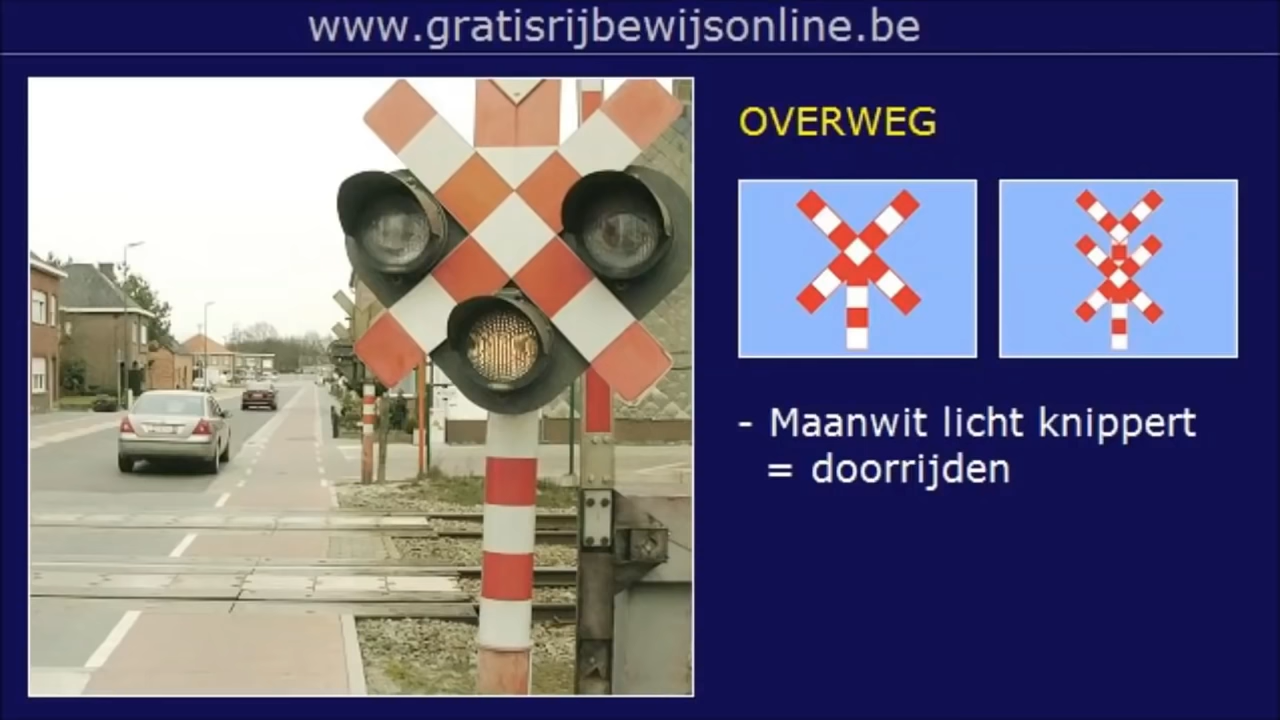 www.gratisrijbewijsonline.be
OVERWEG
- Maanwit licht knippert
= doorrijden